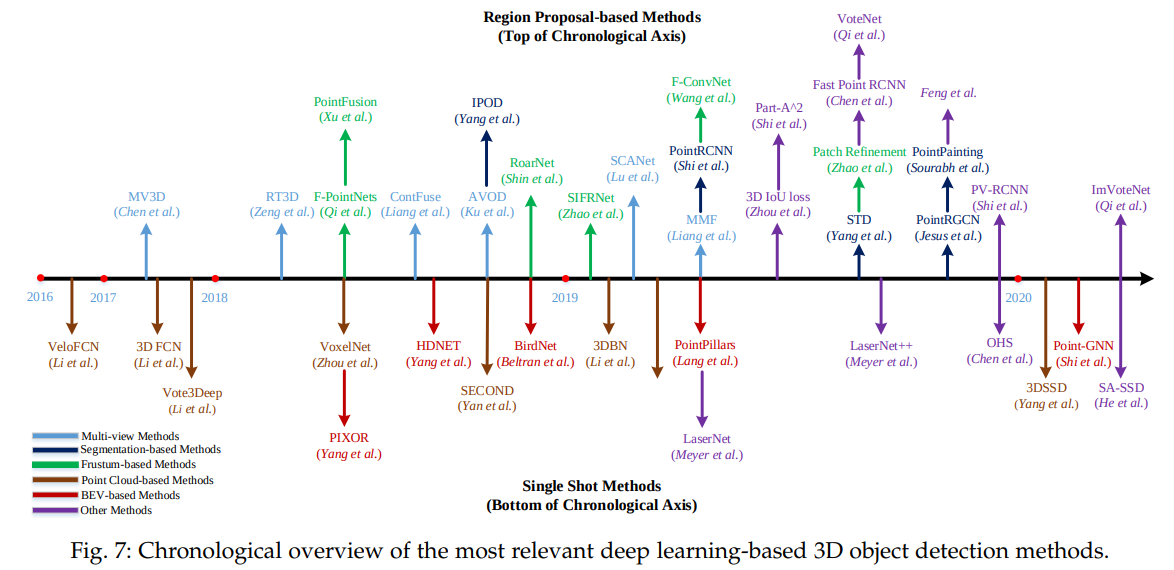 Region Proposal-based Methods
(Top of Chronological Axis)
VoteNet
(Qi et al.)
Fast Point RCNN
(Chen et al.)
Feng et al.
F-ConvNet
(Wang et al.)
PointFusion
(Xu et al.)
IPOD
(Yang et al.)
Part-A^2
(Shi et al.)
RoarNet
(Shin et al.)
SCANet
(Lu et al.)
PointRCNN
(Shi et al.)
Patch Refinement
(Zhao et al.)
PointPainting
(Sourabh et al.)
MV3D
(Chen et al.)
RT3D
(Zeng et al.)
F-PointNets
(Qi et al.)
ContFuse
(Liang et al.)
AVOD
(Ku et al.)
SIFRNet
(Zhao et al.)
MMF
(Liang et al.)
3D IoU loss
(Zhou et al.)
STD
(Yang et al.)
PointRGCN
(Jesus et al.)
PV-RCNN
(Shi et al.)
ImVoteNet
(Qi et al.)
2016
2017
2018
2019
2020
VeloFCN
(Li et al.)
3D FCN
(Li et al.)
Vote3Deep
(Li et al.)
VoxelNet
(Zhou et al.)
PIXOR
(Yang et al.)
HDNET
(Yang et al.)
SECOND
(Yan et al.)
BirdNet
(Beltran et al.)
3DBN
(Li et al.)
PointPillars
(Lang et al.)
LaserNet
(Meyer et al.)
LaserNet++
(Meyer et al.)
OHS
(Chen et al.)
3DSSD
(Yang et al.)
Point-GNN
(Shi et al.)
SA-SSD
(He et al.)
Multi-view Methods
Segmentation-based Methods
Frustum-based Methods
Point Cloud-based Methods
BEV-based Methods
Other Methods
Single Shot Methods
(Bottom of Chronological Axis)
Fig. 7: Chronological overview of the most relevant deep learning-based 3D object detection methods.